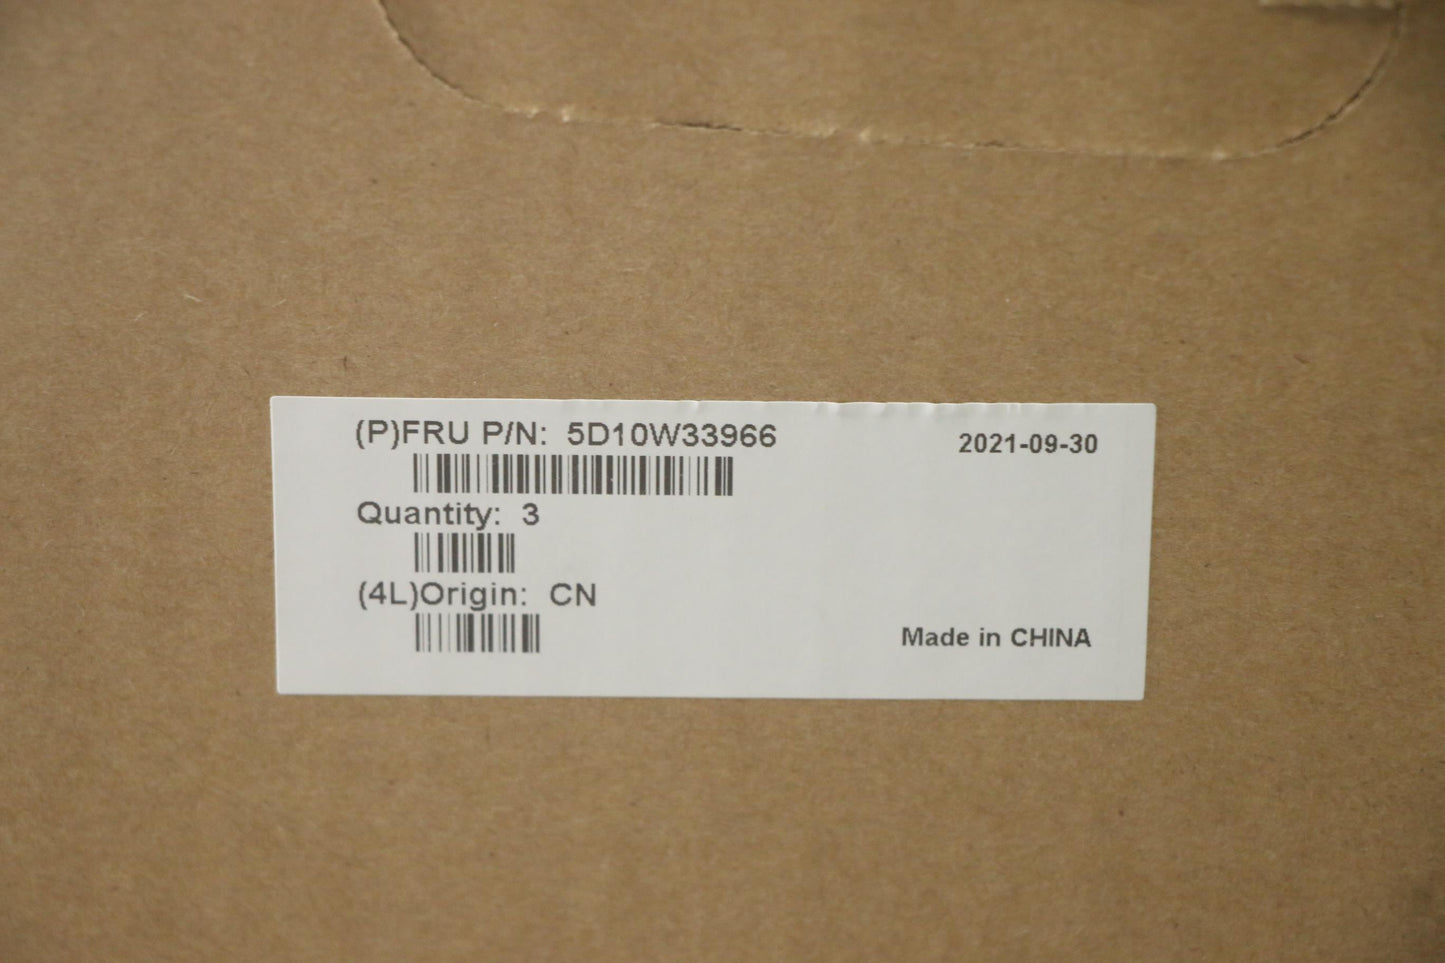 (P)FRU P/N: 5D10W33966
2021-09-30
Quantity: 3
(4L)Origin: CN
Made in CHINA